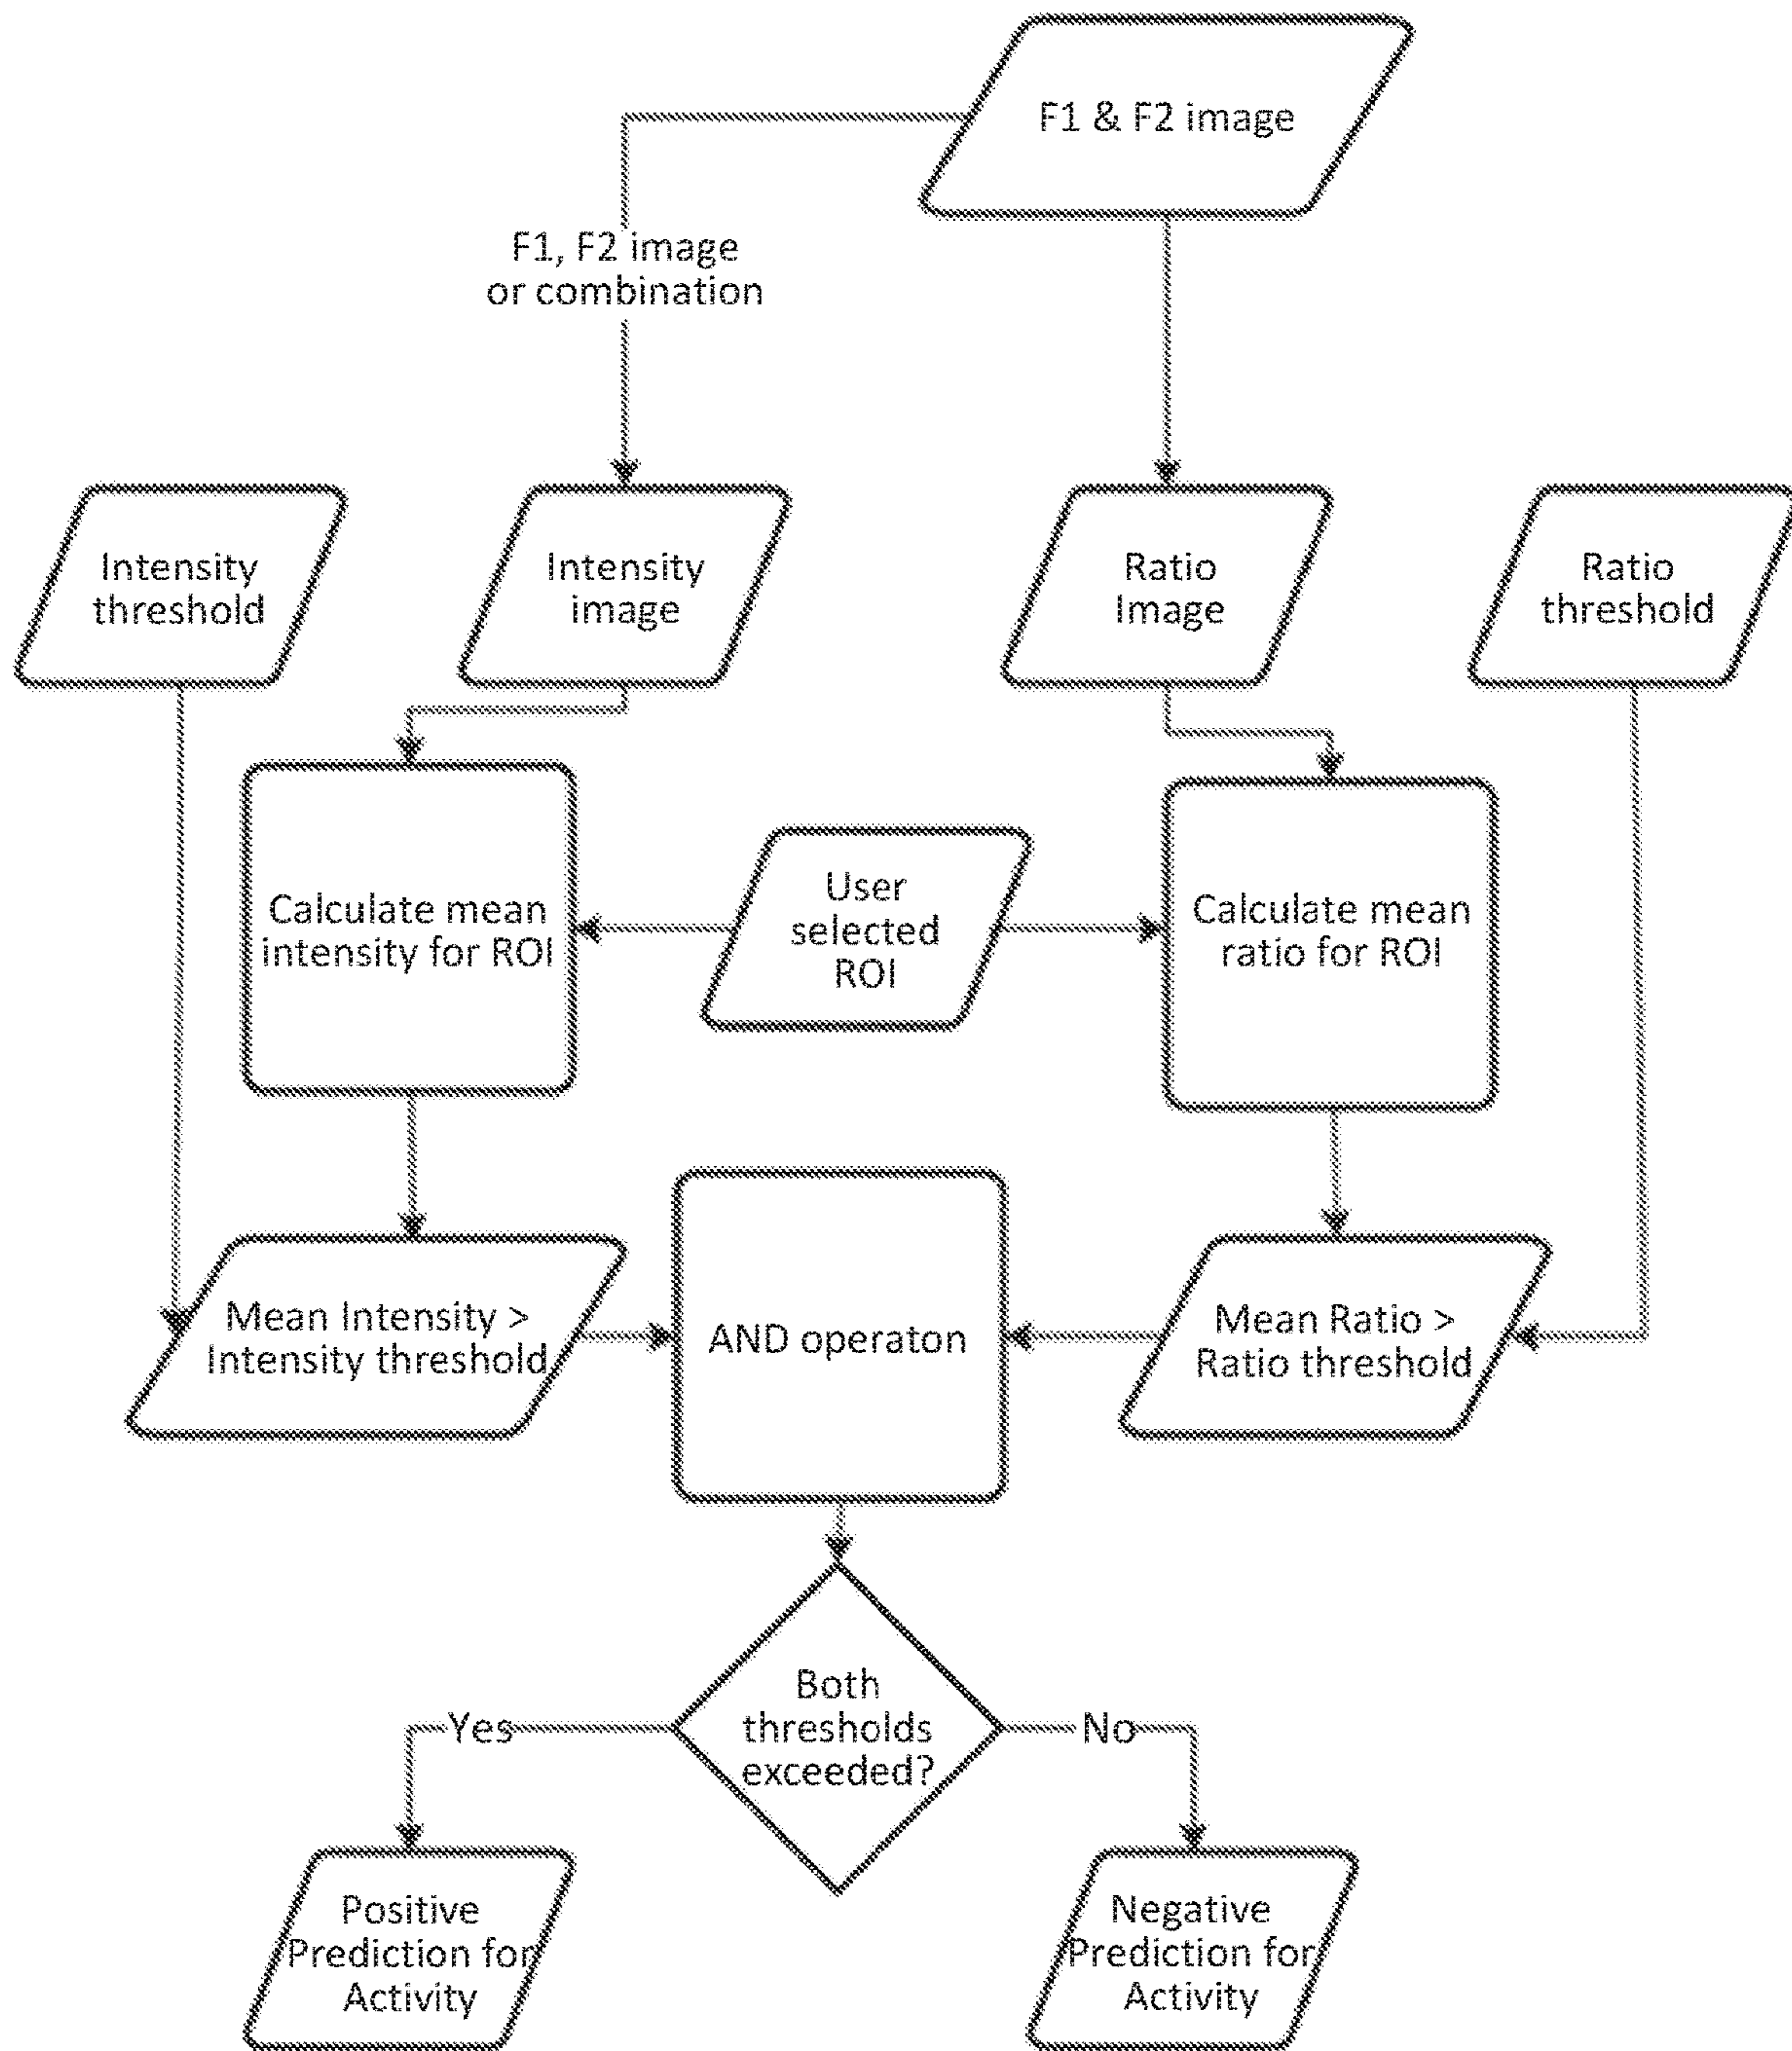 F1 & F2 image
F1, F2 image
or combination
Intensity
threshold
Intensity
image
Ratio
Image
Ratio
threshold
Calculate mean
intensity for ROI
User
selected
ROI
Calculate mean
ratio for ROI
Mean Intensity >
Intensity threshold
AND operaton
Mean Ratio >
Ratio threshold
Both
thresholds
exceeded?
Yes
No
Positive
Prediction for
Activity
Negative
Prediction for
Activity